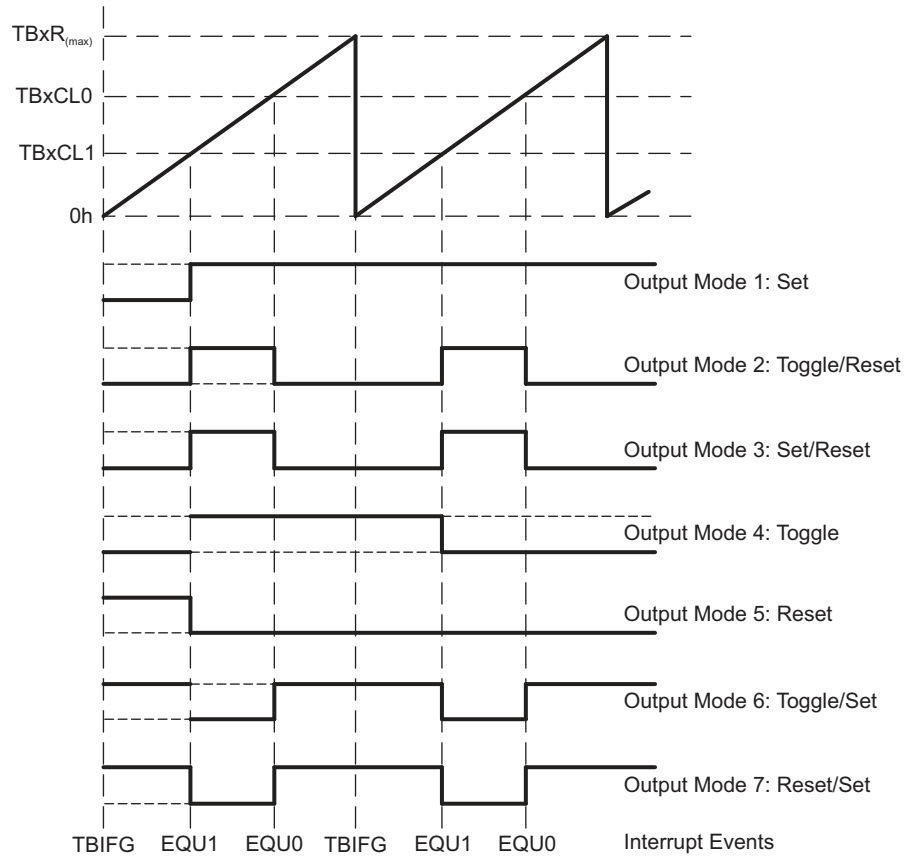 TBxR(max)
TBxCL0
TBxCL1
0h
Output Mode 1: Set
Output Mode 2: Toggle/Reset
Output Mode 3: Set/Reset
Output Mode 4: Toggle
Output Mode 5: Reset
Output Mode 6: Toggle/Set
Output Mode 7: Reset/Set
TBIFG EQU1 EQU0 TBIFG EQU1 EQU0 Interrupt Events